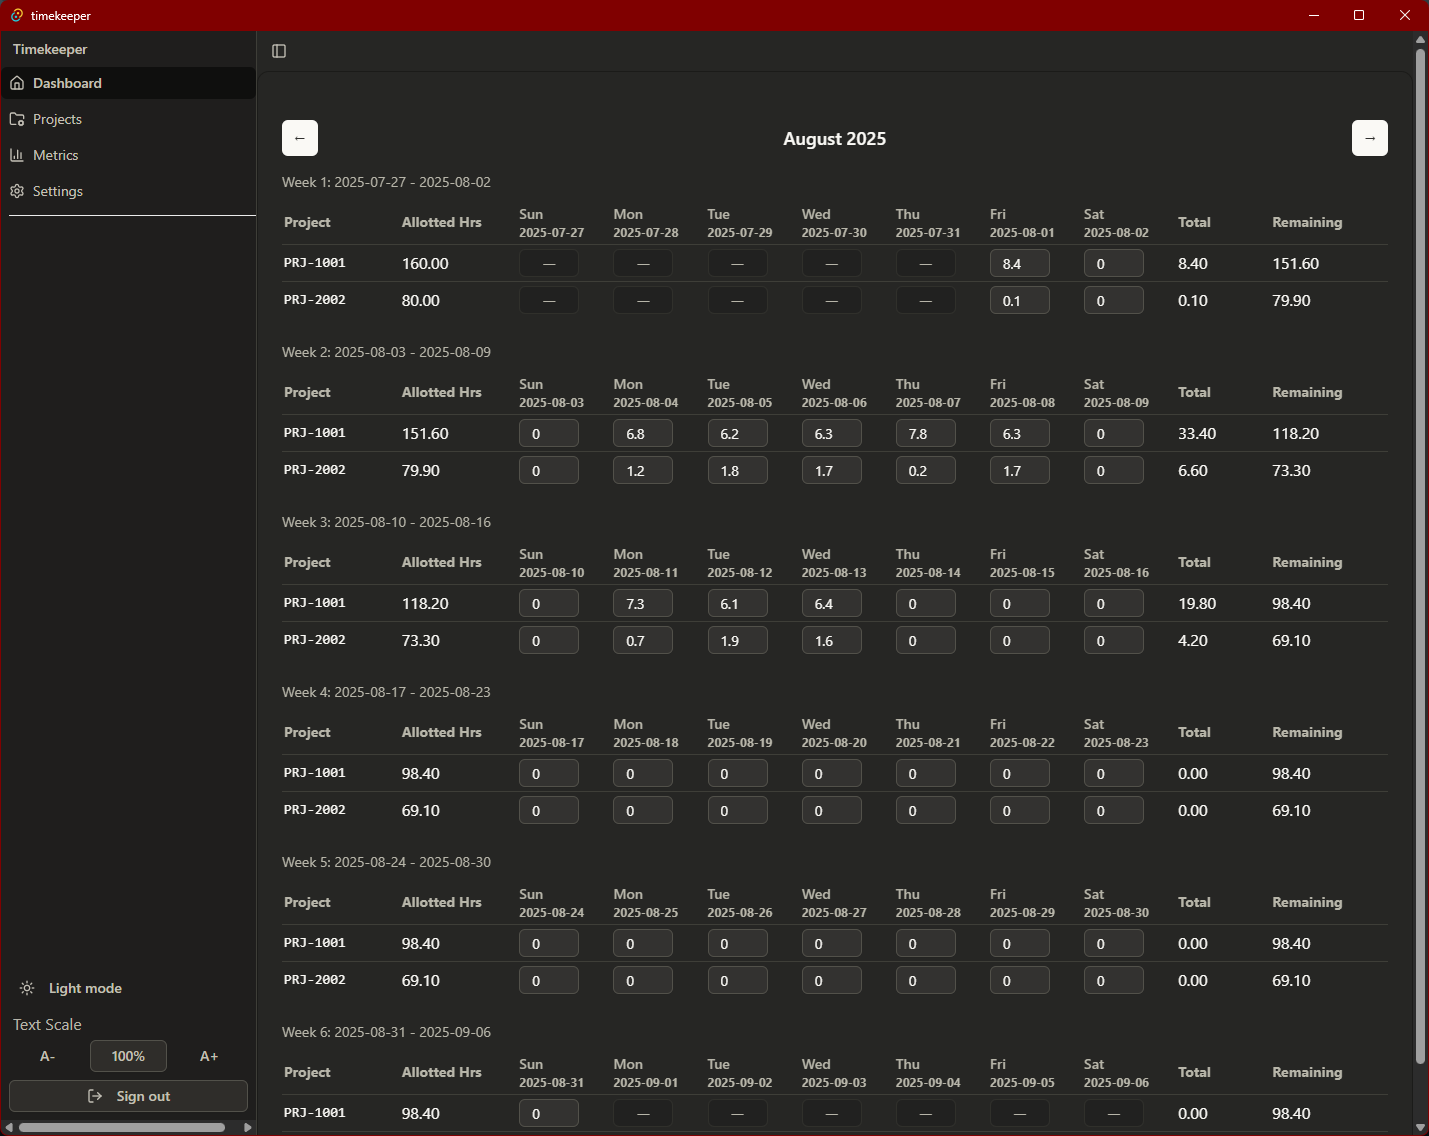 timekeeper
Timekeeper
Dashboard
Projects
Metrics
Settings
← August 2025 →
Week 1: 2025-07-27 - 2025-08-02
Project Allotted Hrs Sun 2025-07-27 Mon 2025-07-28 Tue 2025-07-29 Wed 2025-07-30 Thu 2025-07-31 Fri 2025-08-01 Sat 2025-08-02 Total Remaining
PRJ-1001 160.00 — — — — — 8.4 0 8.40 151.60
PRJ-2002 80.00 — — — — — 0.1 0 0.10 79.90
Week 2: 2025-08-03 - 2025-08-09
Project Allotted Hrs Sun 2025-08-03 Mon 2025-08-04 Tue 2025-08-05 Wed 2025-08-06 Thu 2025-08-07 Fri 2025-08-08 Sat 2025-08-09 Total Remaining
PRJ-1001 151.60 0 6.8 6.2 6.3 7.8 6.3 0 33.40 118.20
PRJ-2002 79.90 0 1.2 1.8 1.7 0.2 1.7 0 6.60 73.30
Week 3: 2025-08-10 - 2025-08-16
Project Allotted Hrs Sun 2025-08-10 Mon 2025-08-11 Tue 2025-08-12 Wed 2025-08-13 Thu 2025-08-14 Fri 2025-08-15 Sat 2025-08-16 Total Remaining
PRJ-1001 118.20 0 7.3 6.1 6.4 0 0 0 19.80 98.40
PRJ-2002 73.30 0 0.7 1.9 1.6 0 0 0 4.20 69.10
Week 4: 2025-08-17 - 2025-08-23
Project Allotted Hrs Sun 2025-08-17 Mon 2025-08-18 Tue 2025-08-19 Wed 2025-08-20 Thu 2025-08-21 Fri 2025-08-22 Sat 2025-08-23 Total Remaining
PRJ-1001 98.40 0 0 0 0 0 0 0 0.00 98.40
PRJ-2002 69.10 0 0 0 0 0 0 0 0.00 69.10
Week 5: 2025-08-24 - 2025-08-30
Project Allotted Hrs Sun 2025-08-24 Mon 2025-08-25 Tue 2025-08-26 Wed 2025-08-27 Thu 2025-08-28 Fri 2025-08-29 Sat 2025-08-30 Total Remaining
PRJ-1001 98.40 0 0 0 0 0 0 0 0.00 98.40
PRJ-2002 69.10 0 0 0 0 0 0 0 0.00 69.10
Week 6: 2025-08-31 - 2025-09-06
Project Allotted Hrs Sun 2025-08-31 Mon 2025-09-01 Tue 2025-09-02 Wed 2025-09-03 Thu 2025-09-04 Fri 2025-09-05 Sat 2025-09-06 Total Remaining
PRJ-1001 98.40 0 — — — — — — 0.00 98.40
Light mode
Text Scale
A- 100% A+
Sign out